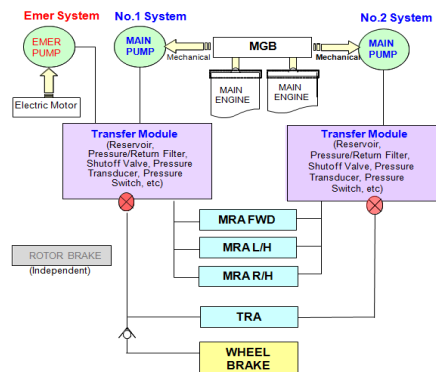 Emer System
No.1 System
No.2 System
EMER
PUMP
MAIN
PUMP
Mechanical
MGB
Mechanical
MAIN
PUMP
MAIN
ENGINE
MAIN
ENGINE
Electric Motor
Transfer Module
(Reservoir,
Pressure/Return Filter,
Shutoff Valve, Pressure
Transducer, Pressure
Switch, etc)
Transfer Module
(Reservoir,
Pressure/Return Filter,
Shutoff Valve, Pressure
Transducer, Pressure
Switch, etc)
MRA FWD
MRA L/H
MRA R/H
ROTOR BRAKE
(Independent)
TRA
WHEEL
BRAKE